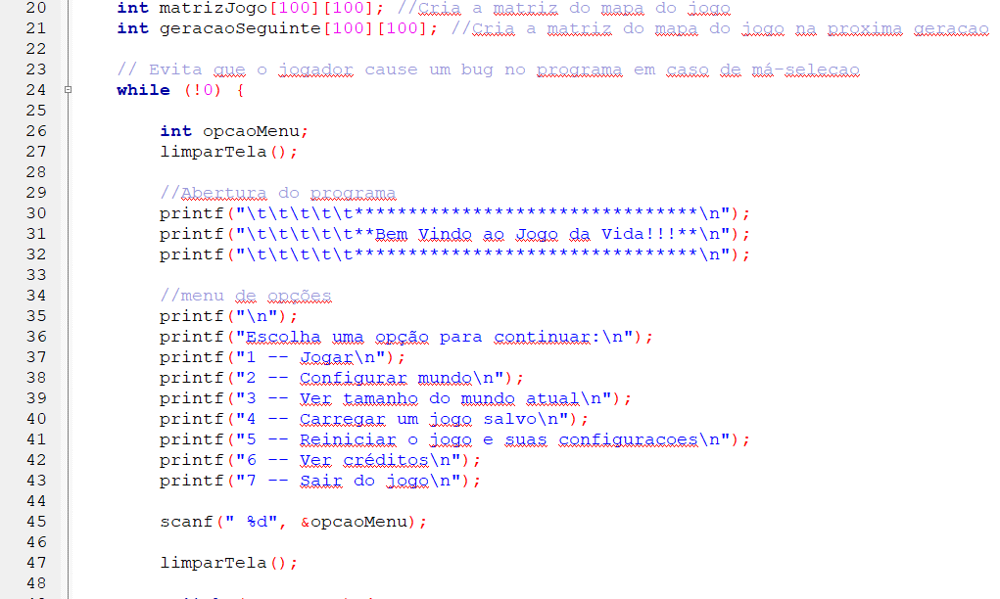 20 int matrizJogo[100][100]; //Cria a matriz do mapa do jogo
21 int geracaoSeguinte[100][100]; //Cria a matriz do mapa do jogo na proxima geracao
22
23 // Evita que o jogador cause um bug no programa em caso de má-selecao
24 while (!0) {
25
26 int opcaoMenu;
27 limparTela();
28
29 //Abertura do programa
30 printf("\t\t\t\t\t********************************\n");
31 printf("\t\t\t\t\t**Bem Vindo ao Jogo da Vida!!!**\n");
32 printf("\t\t\t\t\t********************************\n");
33
34 //menu de opções
35 printf("\n");
36 printf("Escolha uma opção para continuar:\n");
37 printf("1 -- Jogar\n");
38 printf("2 -- Configurar mundo\n");
39 printf("3 -- Ver tamanho do mundo atual\n");
40 printf("4 -- Carregar um jogo salvo\n");
41 printf("5 -- Reiniciar o jogo e suas configuracoes\n");
42 printf("6 -- Ver créditos\n");
43 printf("7 -- Sair do jogo\n");
44
45 scanf(" %d", &opcaoMenu);
46
47 limparTela();
48